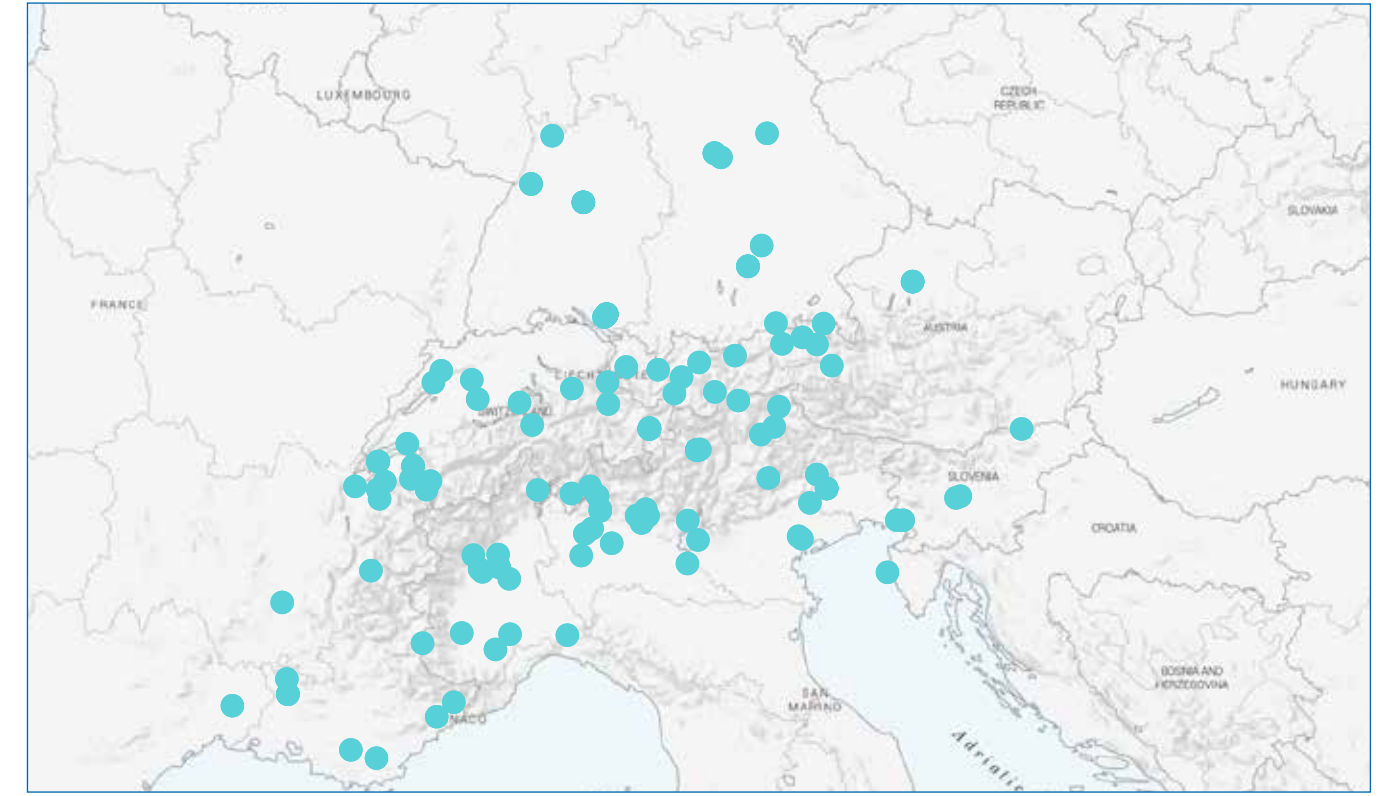 LUXEMBOURG
CZECH
REPUBLIC
SLOVAKIA
FRANCE
AUSTRIA
HUNGARY
SLOVENIA
CROATIA
BOSNIA AND
HERZEGOVINA
SAN
MARINO
Adriatic